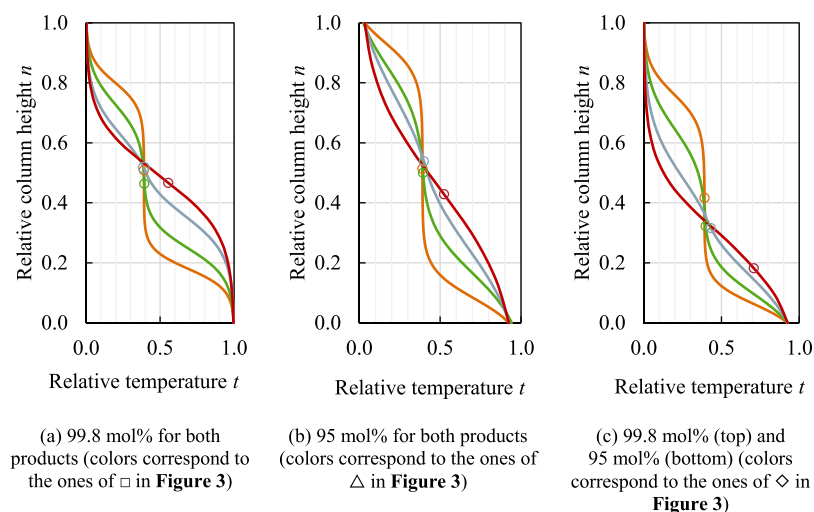 Relative column height n
1.0
0.8
0.6
0.4
0.2
0.0
0.0 0.5 1.0
Relative temperature t
(a) 99.8 mol% for both
products (colors correspond to
the ones of □ in Figure 3)
Relative column height n
1.0
0.8
0.6
0.4
0.2
0.0
0.0 0.5 1.0
Relative temperature t
(b) 95 mol% for both products
(colors correspond to the ones of
△ in Figure 3)
Relative column height n
1.0
0.8
0.6
0.4
0.2
0.0
0.0 0.5 1.0
Relative temperature t
(c) 99.8 mol% (top) and
95 mol% (bottom) (colors
correspond to the ones of ◇ in
Figure 3)